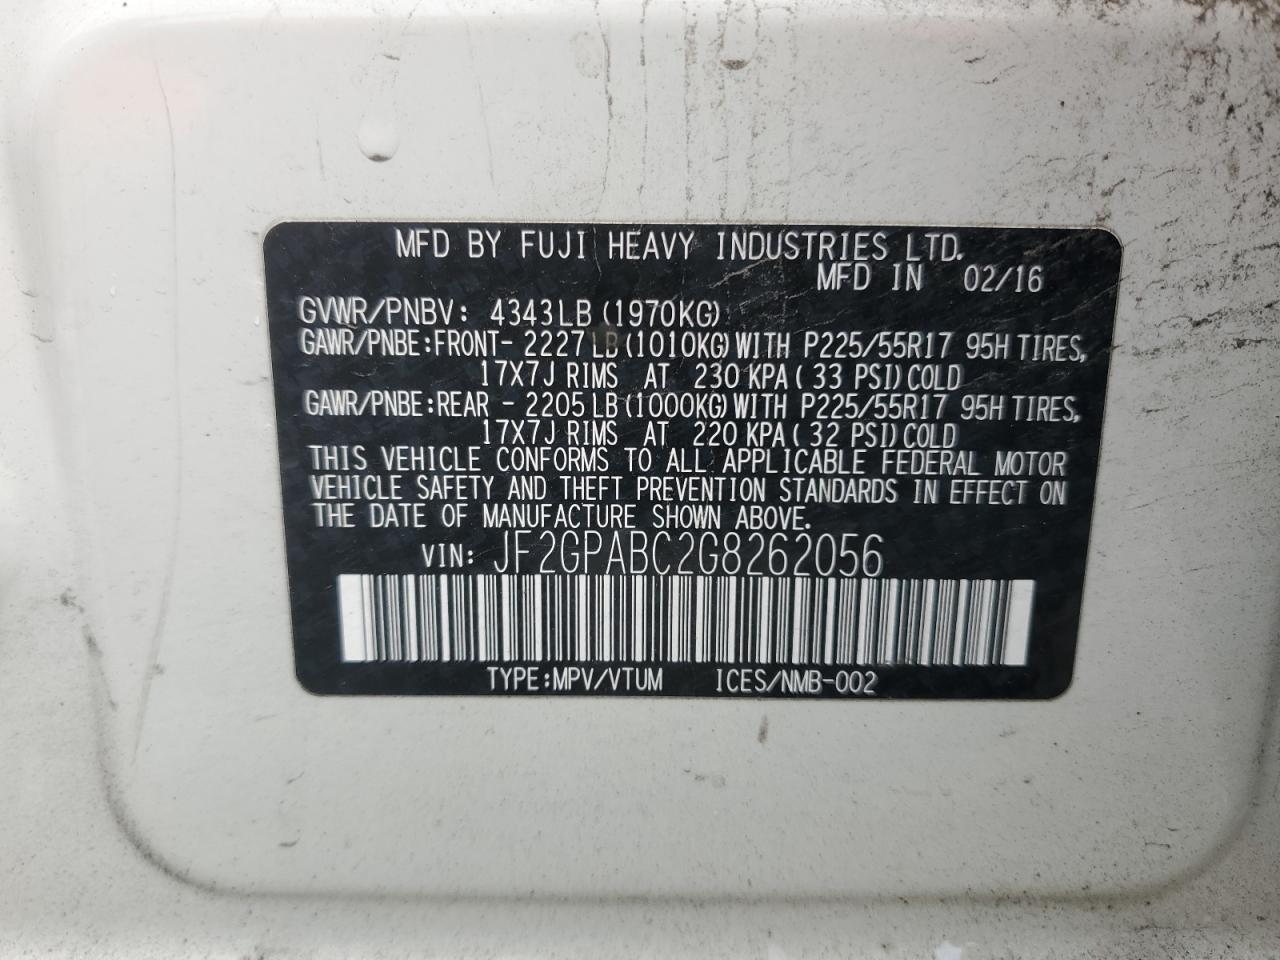 MFD BY FUJI HEAVY INDUSTRIES LTD.
MFD IN 02/16
GVWR/PNBV: 4343LB (1970KG)
GAWR/PNBE:FRONT- 2227 LB (1010KG) WITH P225/55R17 95H TIRES,
17X7J RIMS AT 230 KPA ( 33 PSI) COLD
GAWR/PNBE:REAR - 2205 LB (1000KG) WITH P225/55R17 95H TIRES,
17X7J RIMS AT 220 KPA ( 32 PSI) COLD
THIS VEHICLE CONFORMS TO ALL APPLICABLE FEDERAL MOTOR
VEHICLE SAFETY AND THEFT PREVENTION STANDARDS IN EFFECT ON
THE DATE OF MANUFACTURE SHOWN ABOVE.
VIN: JF2GPABC2G8262056
TYPE:MPV/VTUM ICES/NMB-002